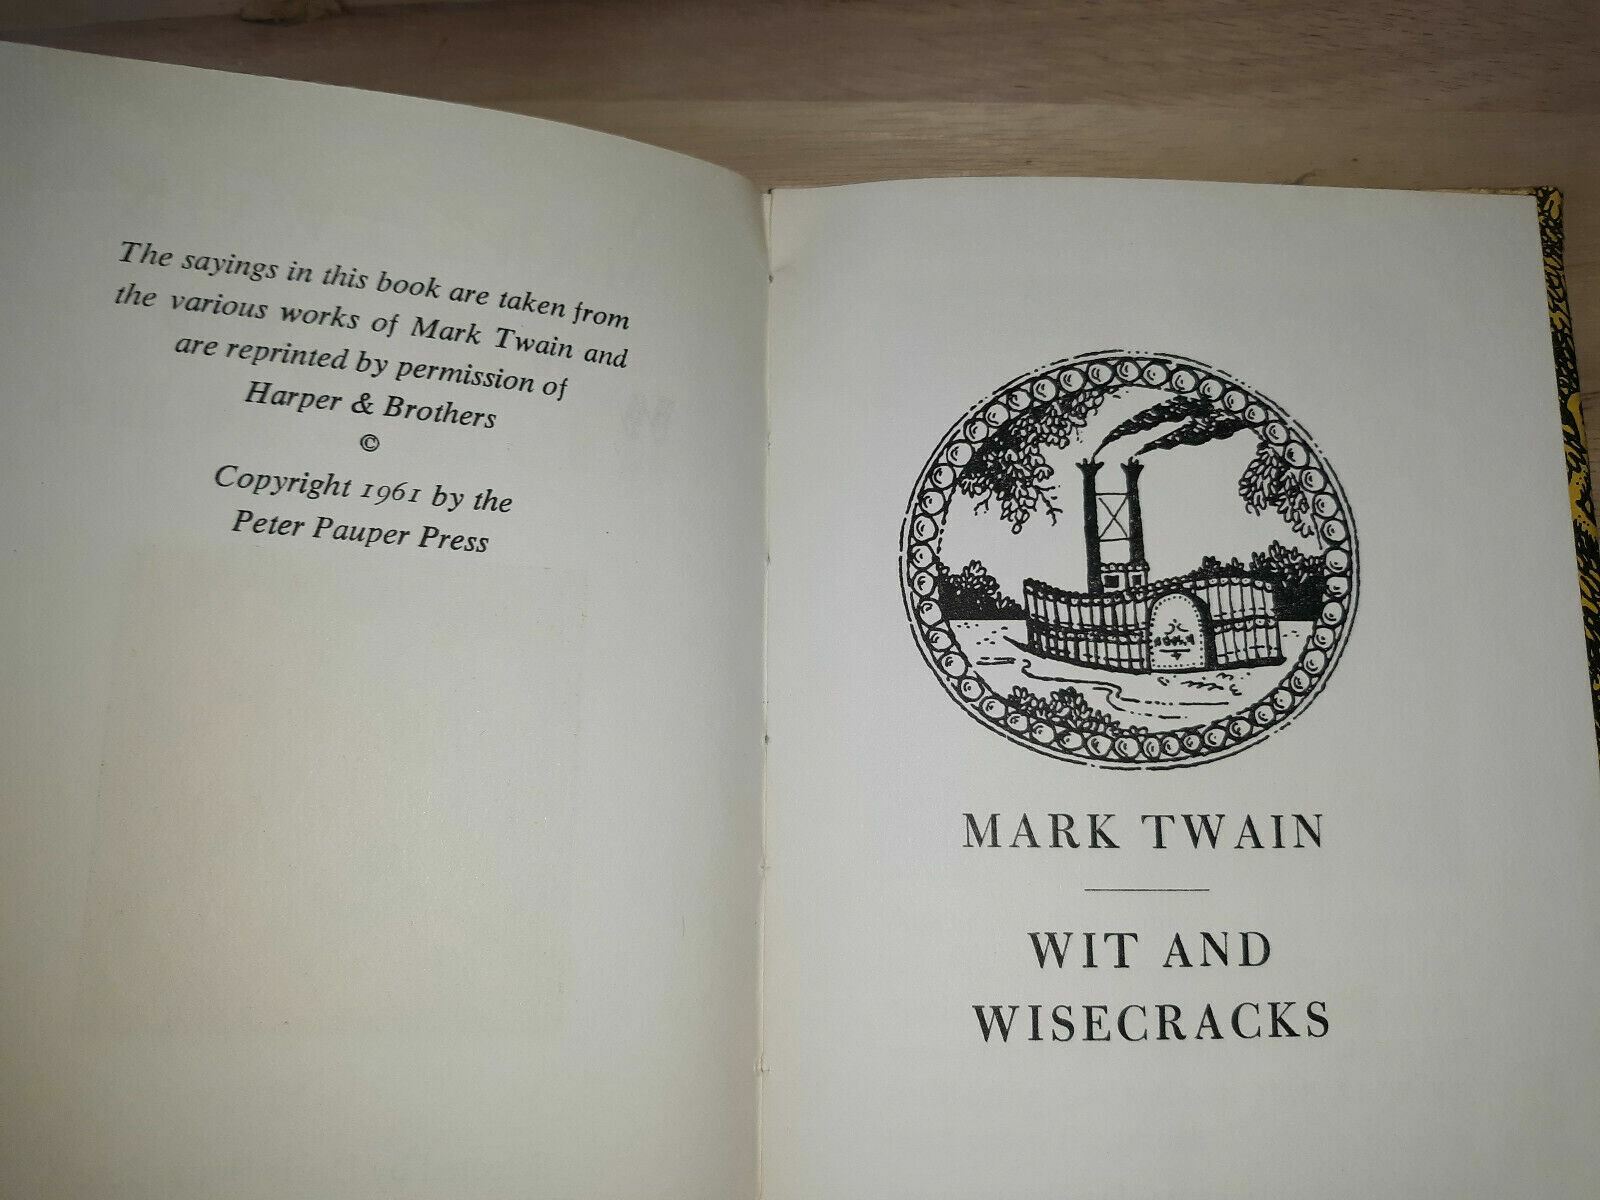 The sayings in this book are taken from
the various works of Mark Twain and
are reprinted by permission of
Harper & Brothers
©
Copyright 1961 by the
Peter Pauper Press
MARK TWAIN
WIT AND
WISECRACKS